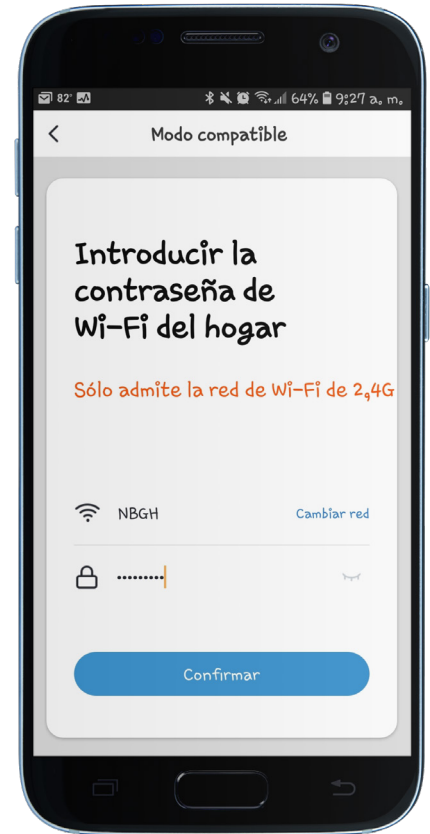 82° 64% 9:27 a. m.
Modo compatible
Introducir la
contraseña de
Wi-Fi del hogar
Sólo admite la red de Wi-Fi de 2,4G
NBGH Cambiar red
•••••••••
Confirmar